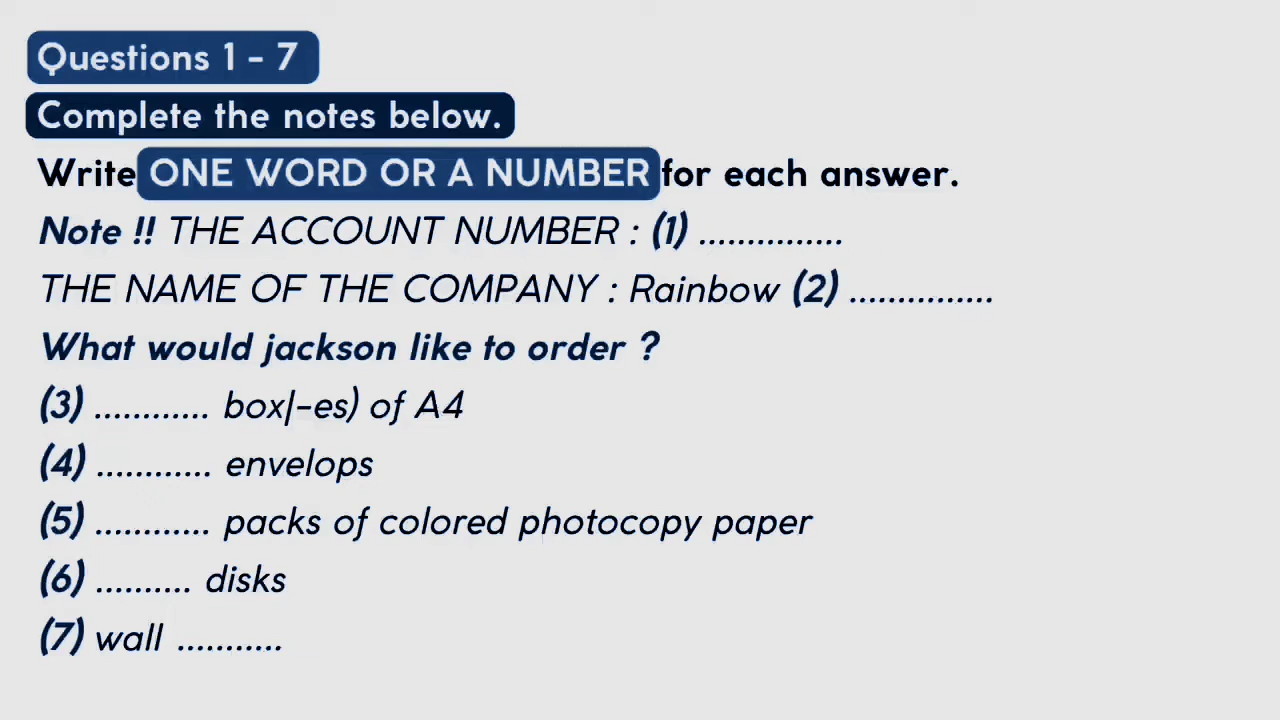 Questions 1 - 7
Complete the notes below.
Write ONE WORD OR A NUMBER for each answer.
Note !! THE ACCOUNT NUMBER : (1) ...............
THE NAME OF THE COMPANY : Rainbow (2) ...............
What would jackson like to order ?
(3) ............ box|-es) of A4
(4) ............ envelops
(5) ............ packs of colored photocopy paper
(6) .......... disks
(7) wall ...........